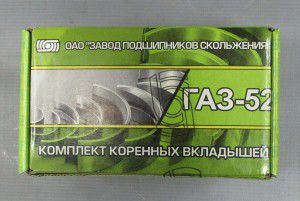 ОАО "ЗАВОД ПОДШИПНИКОВ СКОЛЬЖЕНИЯ
ГАЗ-52
КОМПЛЕКТ КОРЕННЫХ ВКЛАДЫШЕЙ